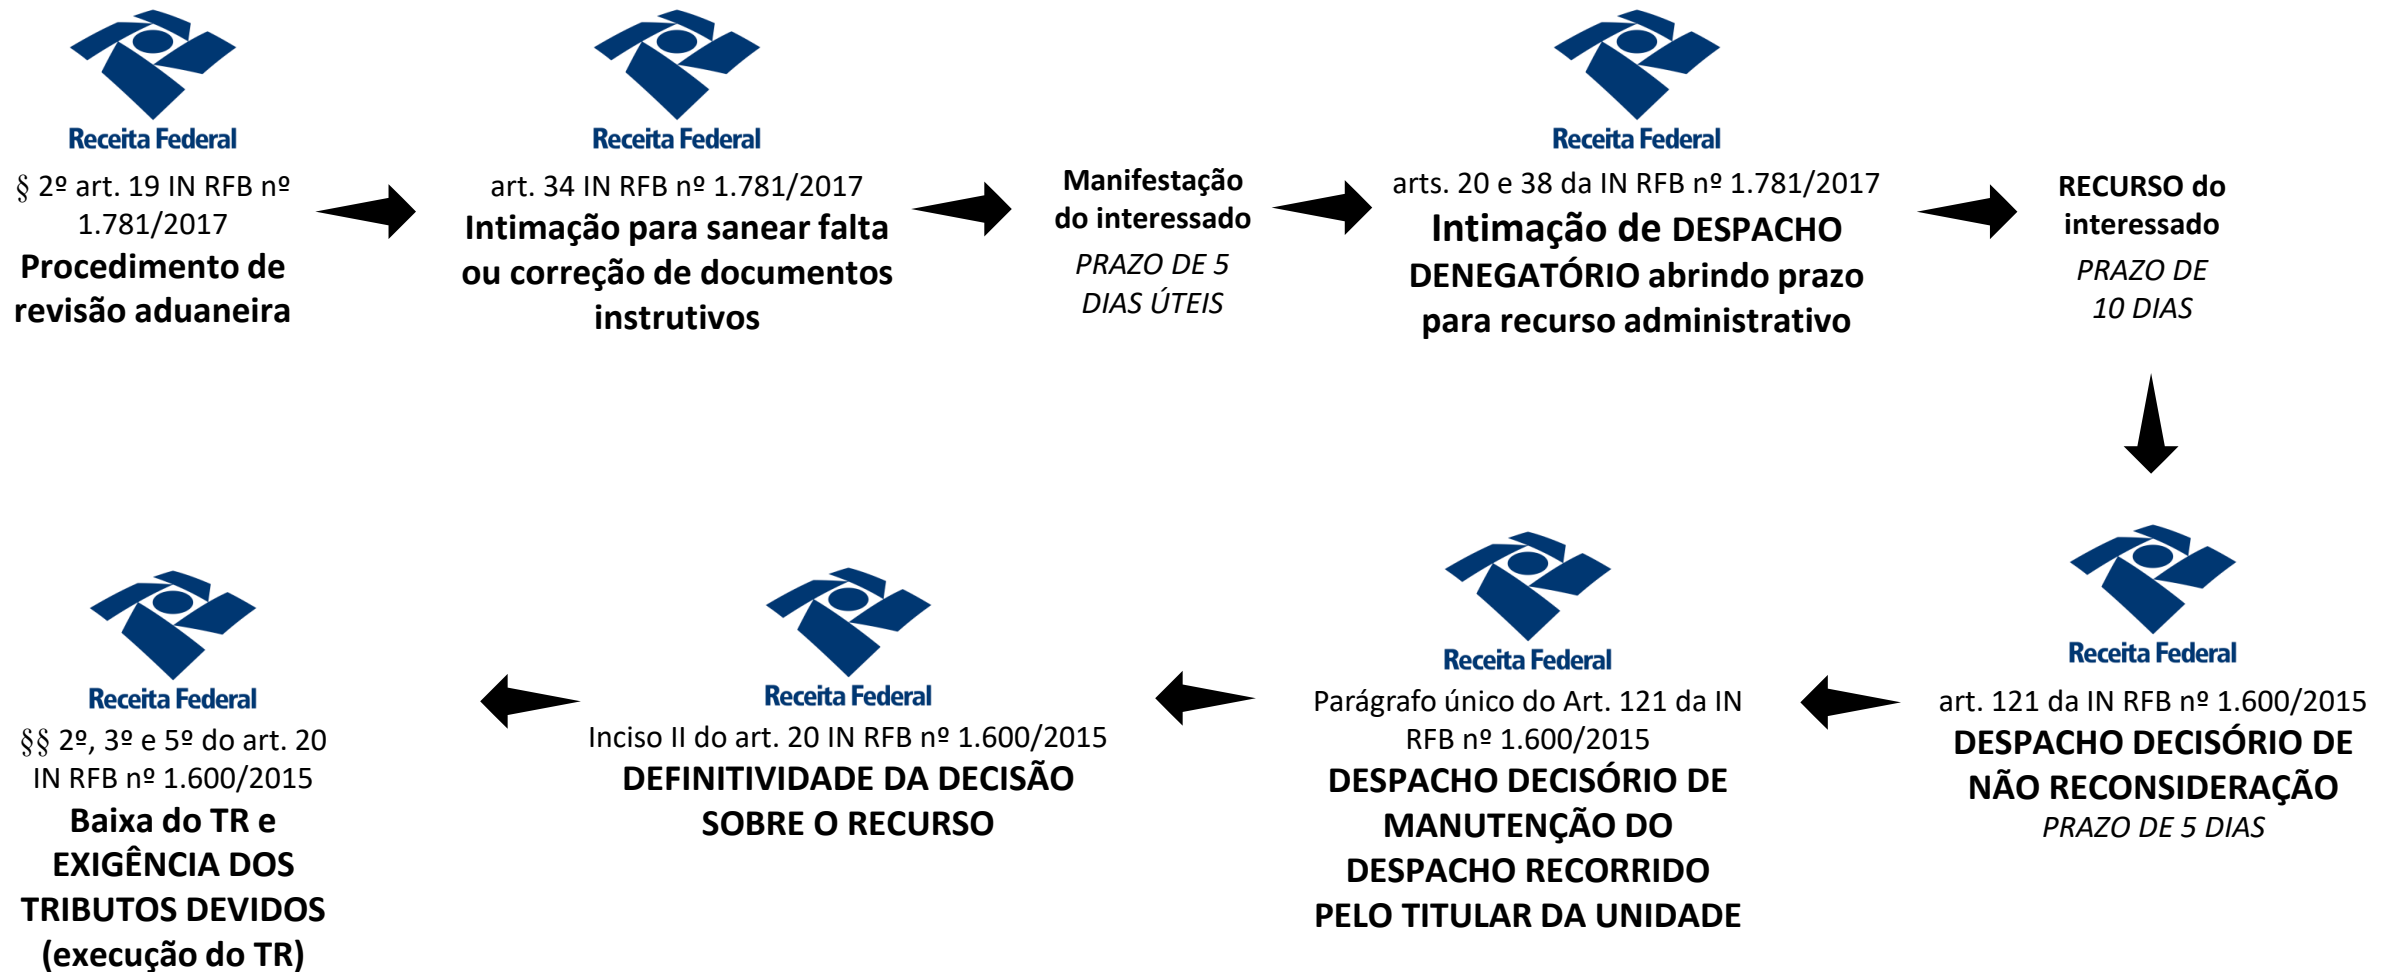 Receita Federal
§ 2º art. 19 IN RFB nº
1.781/2017
Procedimento de
revisão aduaneira
Receita Federal
art. 34 IN RFB nº 1.781/2017
Intimação para sanear falta
ou correção de documentos
instrutivos
Manifestação
do interessado
PRAZO DE 5
DIAS ÚTEIS
Receita Federal
arts. 20 e 38 da IN RFB nº 1.781/2017
Intimação de DESPACHO
DENEGATÓRIO abrindo prazo
para recurso administrativo
RECURSO do
interessado
PRAZO DE
10 DIAS
Receita Federal
art. 121 da IN RFB nº 1.600/2015
DESPACHO DECISÓRIO DE
NÃO RECONSIDERAÇÃO
PRAZO DE 5 DIAS
Receita Federal
Parágrafo único do Art. 121 da IN
RFB nº 1.600/2015
DESPACHO DECISÓRIO DE
MANUTENÇÃO DO
DESPACHO RECORRIDO
PELO TITULAR DA UNIDADE
Receita Federal
Inciso II do art. 20 IN RFB nº 1.600/2015
DEFINITIVIDADE DA DECISÃO
SOBRE O RECURSO
Receita Federal
§§ 2º, 3º e 5º do art. 20
IN RFB nº 1.600/2015
Baixa do TR e
EXIGÊNCIA DOS
TRIBUTOS DEVIDOS
(execução do TR)